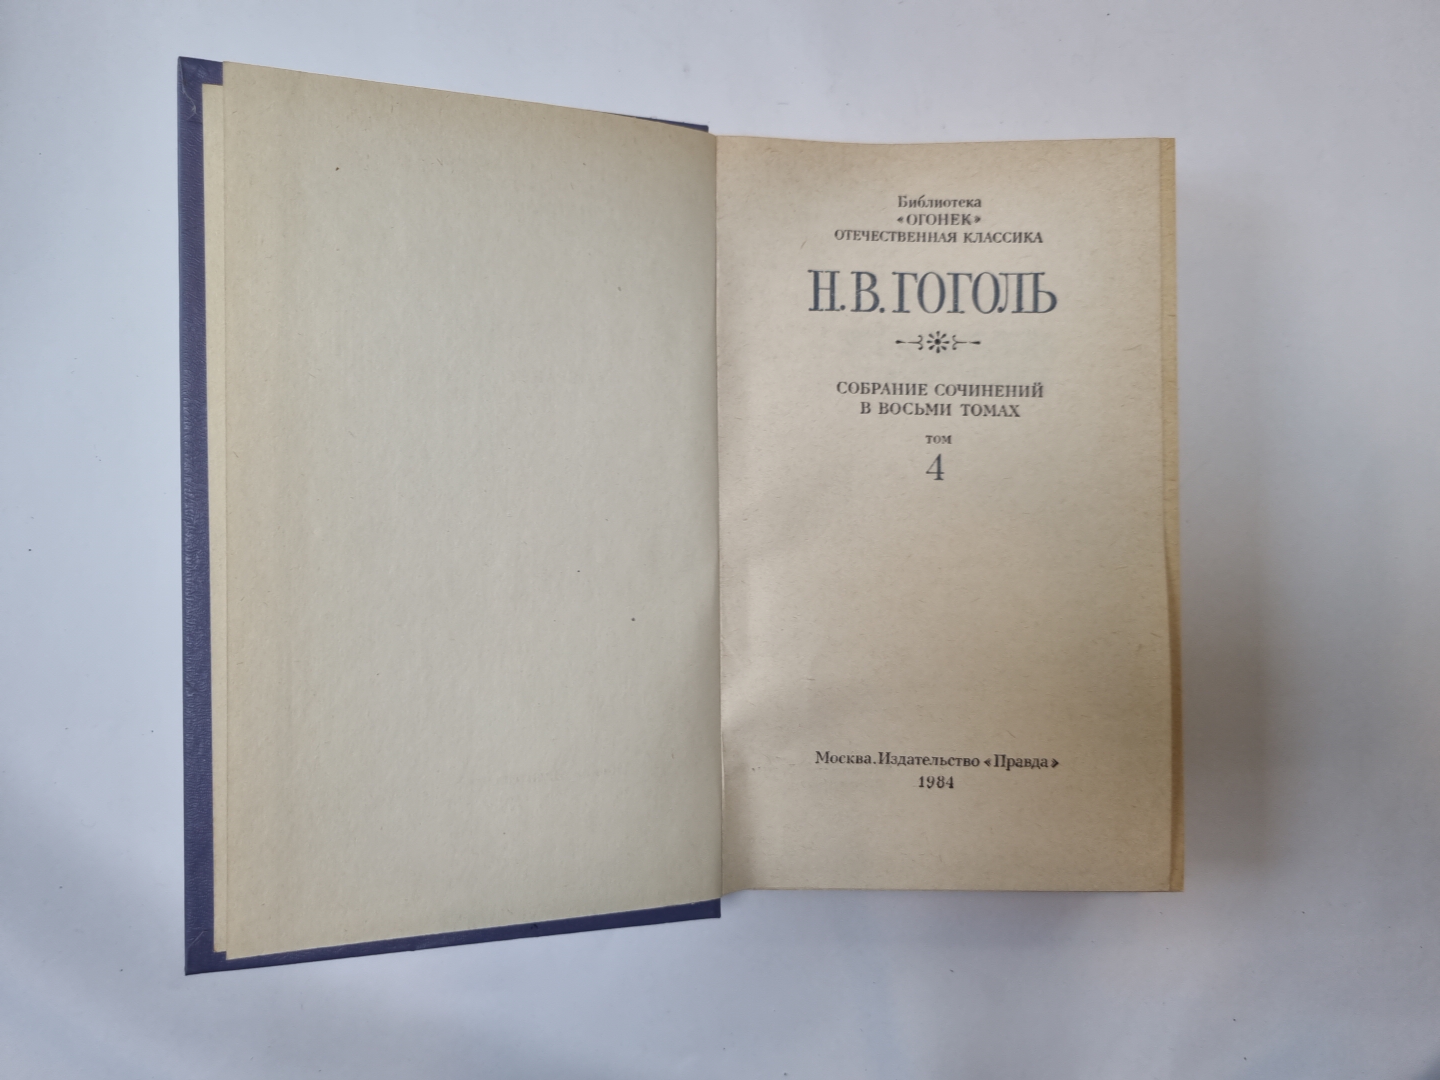 Библиотека
«ОГОНЕК»
ОТЕЧЕСТВЕННАЯ КЛАССИКА
Н.В.ГОГОЛЬ
СОБРАНИЕ СОЧИНЕНИЙ
В ВОСЬМИ ТОМАХ
ТОМ
4
Москва.Издательство «Правда»
1984